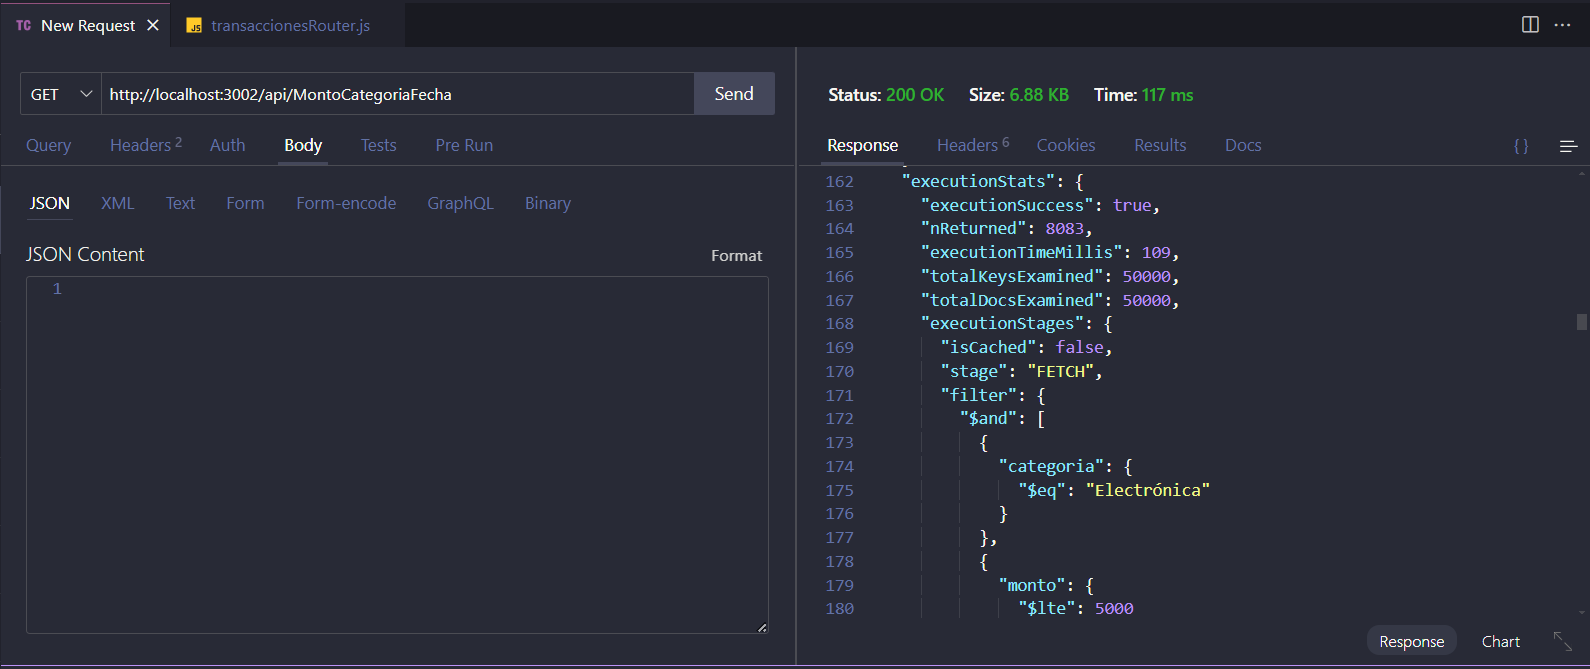 TC New Request
JS transaccionesRouter.js
GET
http://localhost:3002/api/MontoCategoriaFecha
Send
Query
Headers 2
Auth
Body
Tests
Pre Run
JSON
XML
Text
Form
Form-encode
GraphQL
Binary
JSON Content
Format
1
Status: 200 OK
Size: 6.88 KB
Time: 117 ms
Response
Headers 6
Cookies
Results
Docs
{ }
162 "executionStats": {
163 "executionSuccess": true,
164 "nReturned": 8083,
165 "executionTimeMillis": 109,
166 "totalKeysExamined": 50000,
167 "totalDocsExamined": 50000,
168 "executionStages": {
169 "isCached": false,
170 "stage": "FETCH",
171 "filter": {
172 "$and": [
173 {
174 "categoria": {
175 "$eq": "Electrónica"
176 }
177 },
178 {
179 "monto": {
180 "$lte": 5000
Response
Chart